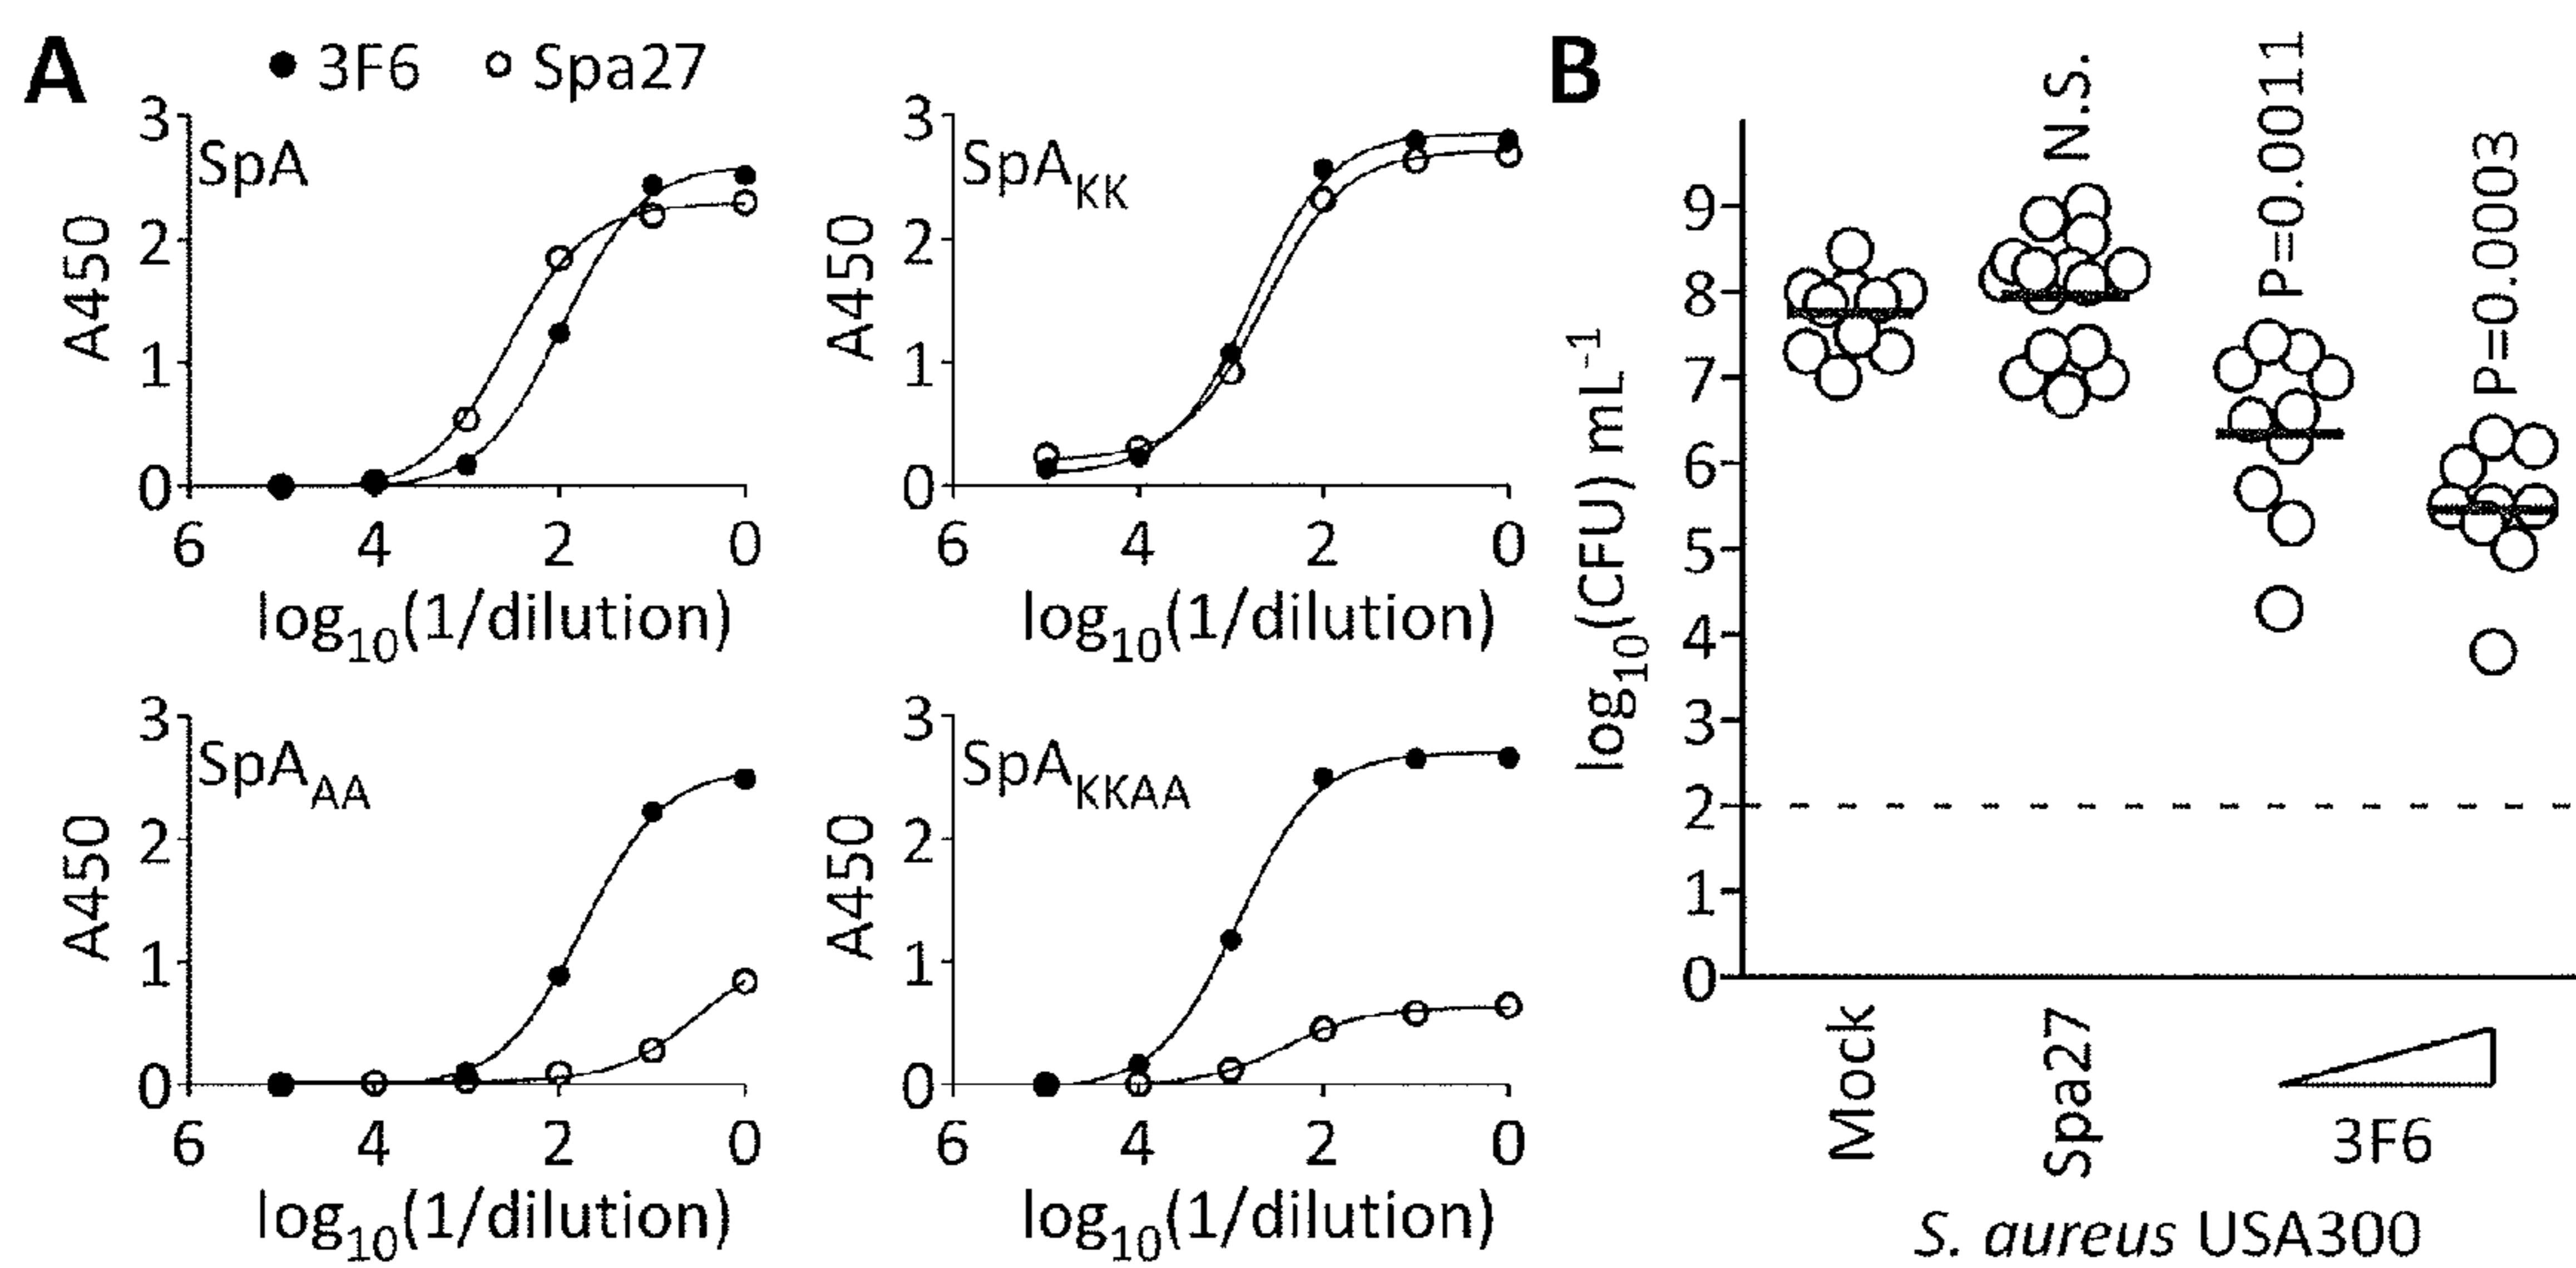 A
● 3F6 ○ Spa27
3
2
1
0
A450
SpA
6 4 2 0
log10(1/dilution)
3
2
1
0
A450
SpAKK
6 4 2 0
log10(1/dilution)
3
2
1
0
A450
SpAAA
6 4 2 0
log10(1/dilution)
3
2
1
0
A450
SpAKKAA
6 4 2 0
log10(1/dilution)
B
log10(CFU) mL-1
9
8
7
6
5
4
3
2
1
0
N.S.
P=0.0011
P=0.0003
Mock
Spa27
3F6
S. aureus USA300